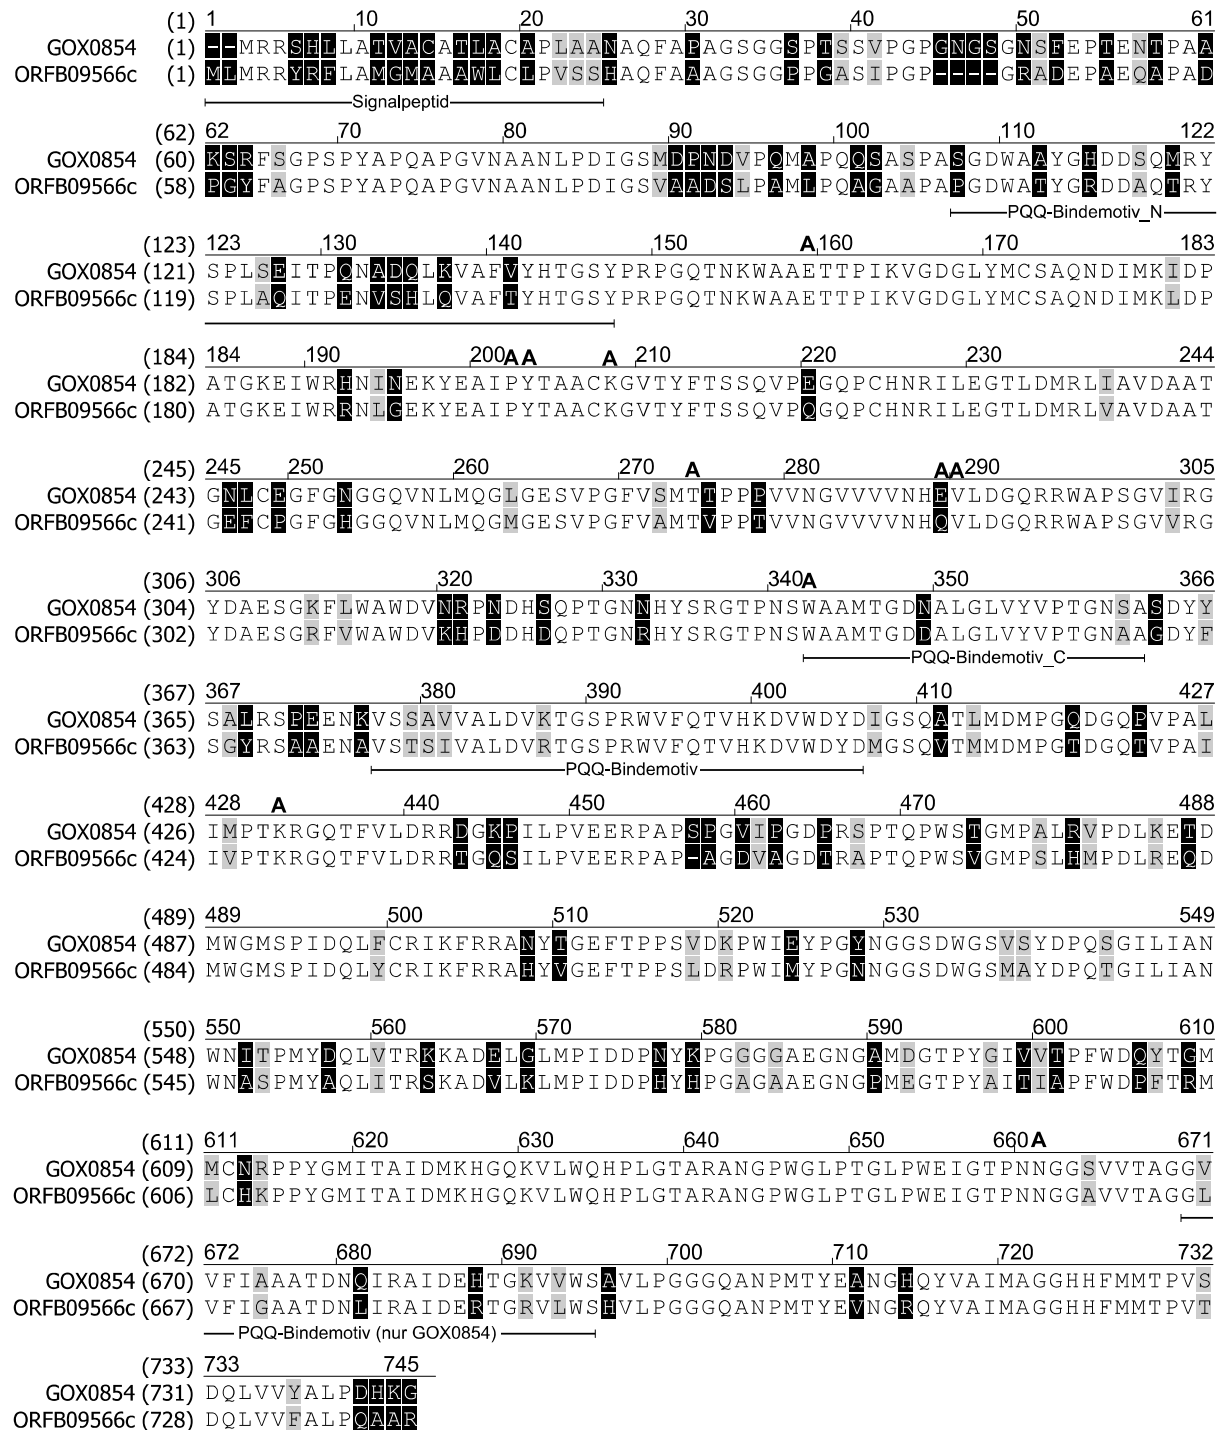 (1) 1 10 20 30 40 50 61
GOX0854 (1) --MRRSHLLATVACATLACAPLAANAQFAPAGSGGSPTSSVPGPGNGSGNSFEPTENTPAA
ORFB09566c (1) MLMRRYRFLAMGMAAAWLCLPVSSHAQFAAAGSGGPPGASIPGP----GRADEPAEQAPAD
Signalpeptid
(62) 62 70 80 90 100 110 122
GOX0854 (60) KSRFSGPSPYAPQAPGVNAANLPDIGSMDPNDVPQMAPQQSASPASGDWAAYGHDDSQMRY
ORFB09566c (58) PGYFAGPSPYAPQAPGVNAANLPDIGSVAADSLPAMLPQAGAAPAPGDWATYGRDDAQTRY
PQQ-Bindemotiv_N
(123) 123 130 140 150 A 160 170 183
GOX0854 (121) SPLSEITPQNADQLKVAFVYHTGSYPRPGQTNKWAAETTPIKVGDGLYMCSAQNDIMKIDP
ORFB09566c (119) SPLAQITPENVSHLQVAFTYHTGSYPRPGQTNKWAAETTPIKVGDGLYMCSAQNDIMKLDP
(184) 184 190 200 A A A 210 220 230 244
GOX0854 (182) ATGKEIWRHNINEKYEAIPYTAACKGVTYFTSSQVPEGQPCHNRILEGTLDMRLIAVDAAT
ORFB09566c (180) ATGKEIWRRNLGEKYEAIPYTAACKGVTYFTSSQVPQGQPCHNRILEGTLDMRLVAVDAAT
(245) 245 250 260 270 A 280 A A 290 305
GOX0854 (243) GNLCEGFGNGGQVNLMQGLGESVPGFVSMTTPPPVVNGVVVVNHEVLDGQRRWAPSGVIRG
ORFB09566c (241) GEFCPGFGHGGQVNLMQGMGESVPGFVAMTVPPTVVNGVVVVNHQVLDGQRRWAPSGVVRG
(306) 306 320 330 340 A 350 366
GOX0854 (304) YDAESGKFLWAWDVNRPNDHSQPTGNNHYSRGTPNSWAAMTGDNALGLVYVPTGNSASDYY
ORFB09566c (302) YDAESGRFVWAWDVKHPDDHDQPTGNRHYSRGTPNSWAAMTGDDALGLVYVPTGNAAGDYF
PQQ-Bindemotiv_C
(367) 367 380 390 400 410 427
GOX0854 (365) SALRSPEENKVSSAVVALDVKTGSPRWVFQTVHKDVWDYDIGSQATLMDMPGQDGQPVPAL
ORFB09566c (363) SGYRSAAENAVSTSIVALDVRTGSPRWVFQTVHKDVWDYDMGSQVTMMDMPGTDGQTVPAI
PQQ-Bindemotiv
(428) 428 A 440 450 460 470 488
GOX0854 (426) IMPTKRGQTFVLDRRDGKPILPVEERPAPSPGVIPGDPRSPTQPWSTGMPALRVPDLKETD
ORFB09566c (424) IVPTKRGQTFVLDRRTGQSILPVEERPAP-AGDVAGDTRAPTQPWSVGMPSLHMPDLREQD
(489) 489 500 510 520 530 549
GOX0854 (487) MWGMSPIDQLFCRIKFRRANYTGEFTPPSVDKPWIEYPGYNGGSDWGSVSYDPQSGILIAN
ORFB09566c (484) MWGMSPIDQLYCRIKFRRAHYVGEFTPPSLDRPWIMYPGNNGGSDWGSMAYDPQTGILIAN
(550) 550 560 570 580 590 600 610
GOX0854 (548) WNITPMYDQLVTRKKADELGLMPIDDPNYKPGGGGAEGNGAMDGTPYGIVVTPFWDQYTGM
ORFB09566c (545) WNASPMYAQLITRSKADVLKLMPIDDPHYHPGAGAAEGNGPMEGTPYAITIAPFWDPFTRM
(611) 611 620 630 640 650 660 A 671
GOX0854 (609) MCNRPPYGMITAIDMKHGQKVLWQHPLGTARANGPWGLPTGLPWEIGTPNNGGSVVTAGGV
ORFB09566c (606) LCHKPPYGMITAIDMKHGQKVLWQHPLGTARANGPWGLPTGLPWEIGTPNNGGAVVTAGGL
(672) 672 680 690 700 710 720 732
GOX0854 (670) VFIAAATDNQIRAIDEHTGKVVWSAVLPGGGQANPMTYEANGHQYVAIMAGGHHFMMTPVS
ORFB09566c (667) VFIGAATDNLIRAIDERTGRVLWSHVLPGGGQANPMTYEVNGRQYVAIMAGGHHFMMTPVT
PQQ-Bindemotiv (nur GOX0854)
(733) 733 745
GOX0854 (731) DQLVVYALPDHKG
ORFB09566c (728) DQLVVFALPQAAR